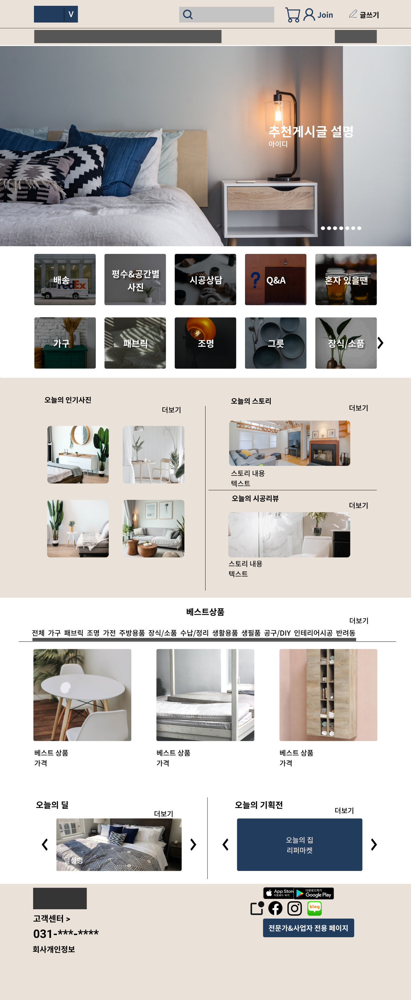 V
Join
글쓰기
추천게시글 설명
아이디
배송
FedEx
Express
평수&공간별
사진
시공상담
?
Q&A
혼자 있을땐
가구
패브릭
조명
그릇
장식/소품
오늘의 인기사진
더보기
오늘의 스토리
더보기
스토리 내용
텍스트
오늘의 시공리뷰
더보기
스토리 내용
텍스트
베스트상품
더보기
전체 가구 패브릭 조명 가전 주방용품 장식/소품 수납/정리 생활용품 생필품 공구/DIY 인테리어시공 반려동
베스트 상품
가격
베스트 상품
가격
베스트 상품
가격
오늘의 딜
더보기
딜설명
오늘의 기획전
더보기
오늘의 집
리퍼마켓
App Store
다운로드 하기
다운로드하기
Google Play
blog
전문가&사업자 전용 페이지
고객센터 >
031-***-****
회사개인정보